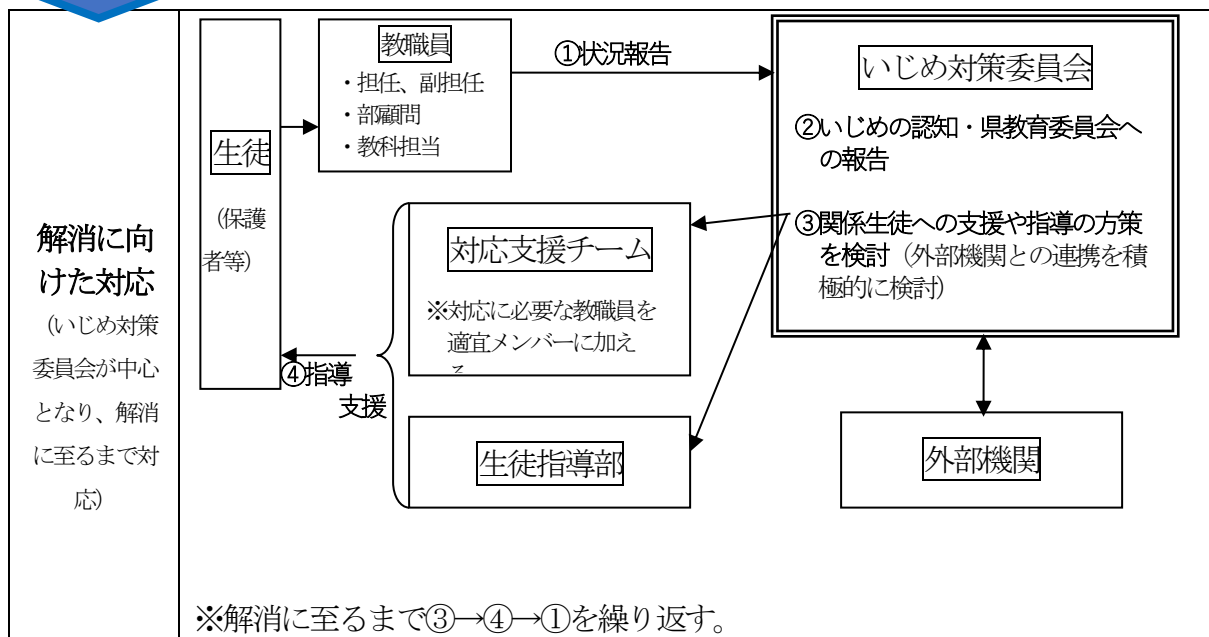 解消に向
けた対応
（いじめ対策
委員会が中心
となり、解消
に至るまで対
応）
生徒
（保護
者等）
教職員
・担任、副担任
・部顧問
・教科担当
①状況報告
いじめ対策委員会
②いじめの認知・県教育委員会へ
の報告
③関係生徒への支援や指導の方策
を検討（外部機関との連携を積
極的に検討）
対応支援チーム
※対応に必要な教職員を
適宜メンバーに加え
④指導
支援
生徒指導部
外部機関
※解消に至るまで③→④→①を繰り返す。